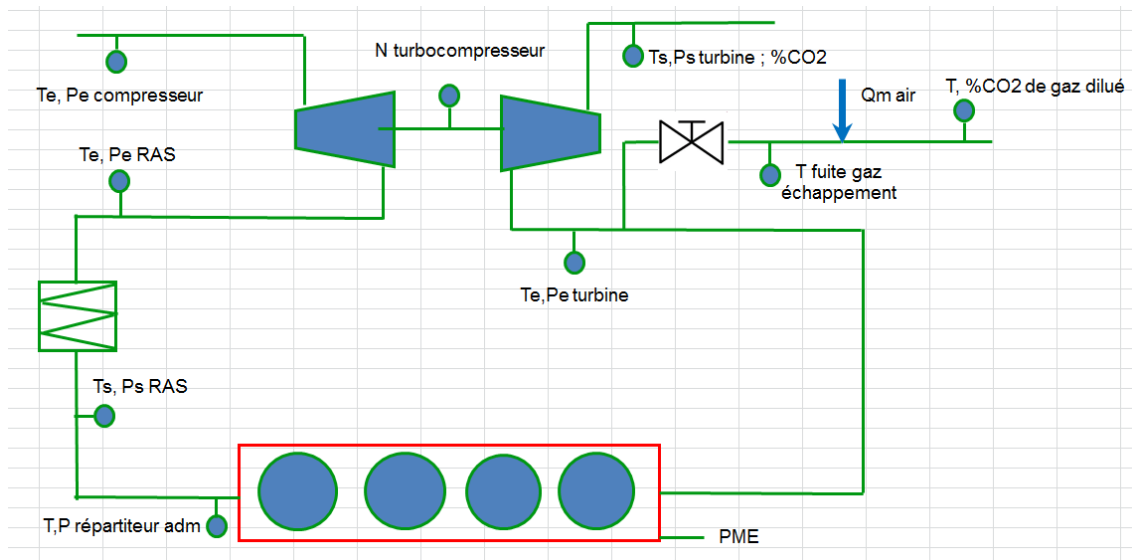 N turbocompresseur
Ts,Ps turbine ; %CO2
Te, Pe compresseur
Qm air
T, %CO2 de gaz dilué
Te, Pe RAS
T fuite gaz
échappement
Te,Pe turbine
Ts, Ps RAS
T,P répartiteur adm
PME